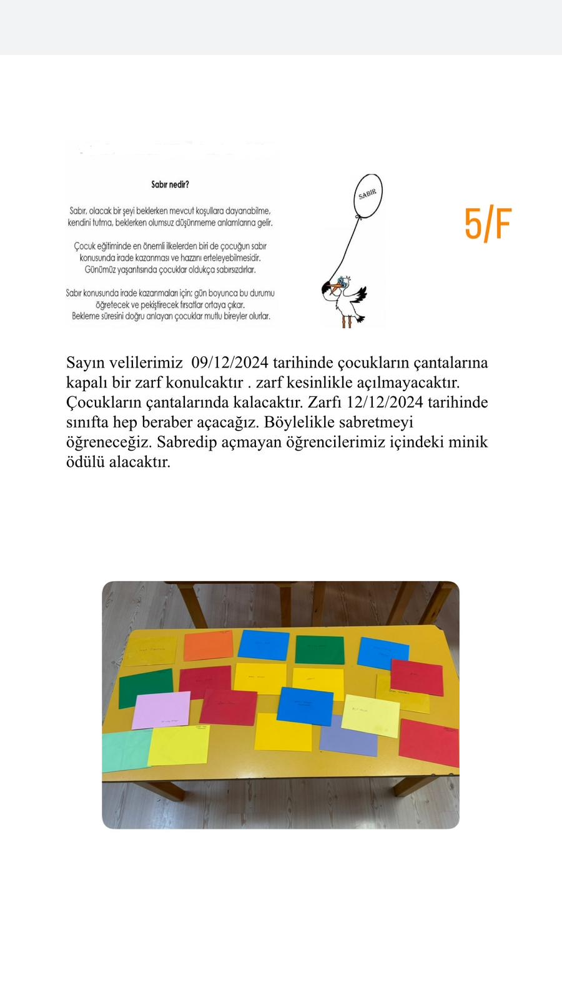 Sabır nedir?
Sabır, olacak bir şeyi beklerken mevcut koşullara dayanabilme,
kendini tutma, beklerken olumsuz düşünmeme anlamlarına gelir.
Çocuk eğitiminde en önemli ilkelerden biri de çocuğun sabır
konusunda irade kazanması ve hazzını erteleyebilmesidir.
Günümüz yaşantısında çocuklar oldukça sabırsızdırlar.
Sabır konusunda irade kazanmaları için; gün boyunca bu durumu
öğretecek ve pekiştirecek fırsatlar ortaya çıkar.
Bekleme süresini doğru anlayan çocuklar mutlu bireyler olurlar.
SABIR
5/F
Sayın velilerimiz 09/12/2024 tarihinde çocukların çantalarına
kapalı bir zarf konulcaktır . zarf kesinlikle açılmayacaktır.
Çocukların çantalarında kalacaktır. Zarfı 12/12/2024 tarihinde
sınıfta hep beraber açacağız. Böylelikle sabretmeyi
öğreneceğiz. Sabredip açmayan öğrencilerimiz içindeki minik
ödülü alacaktır.